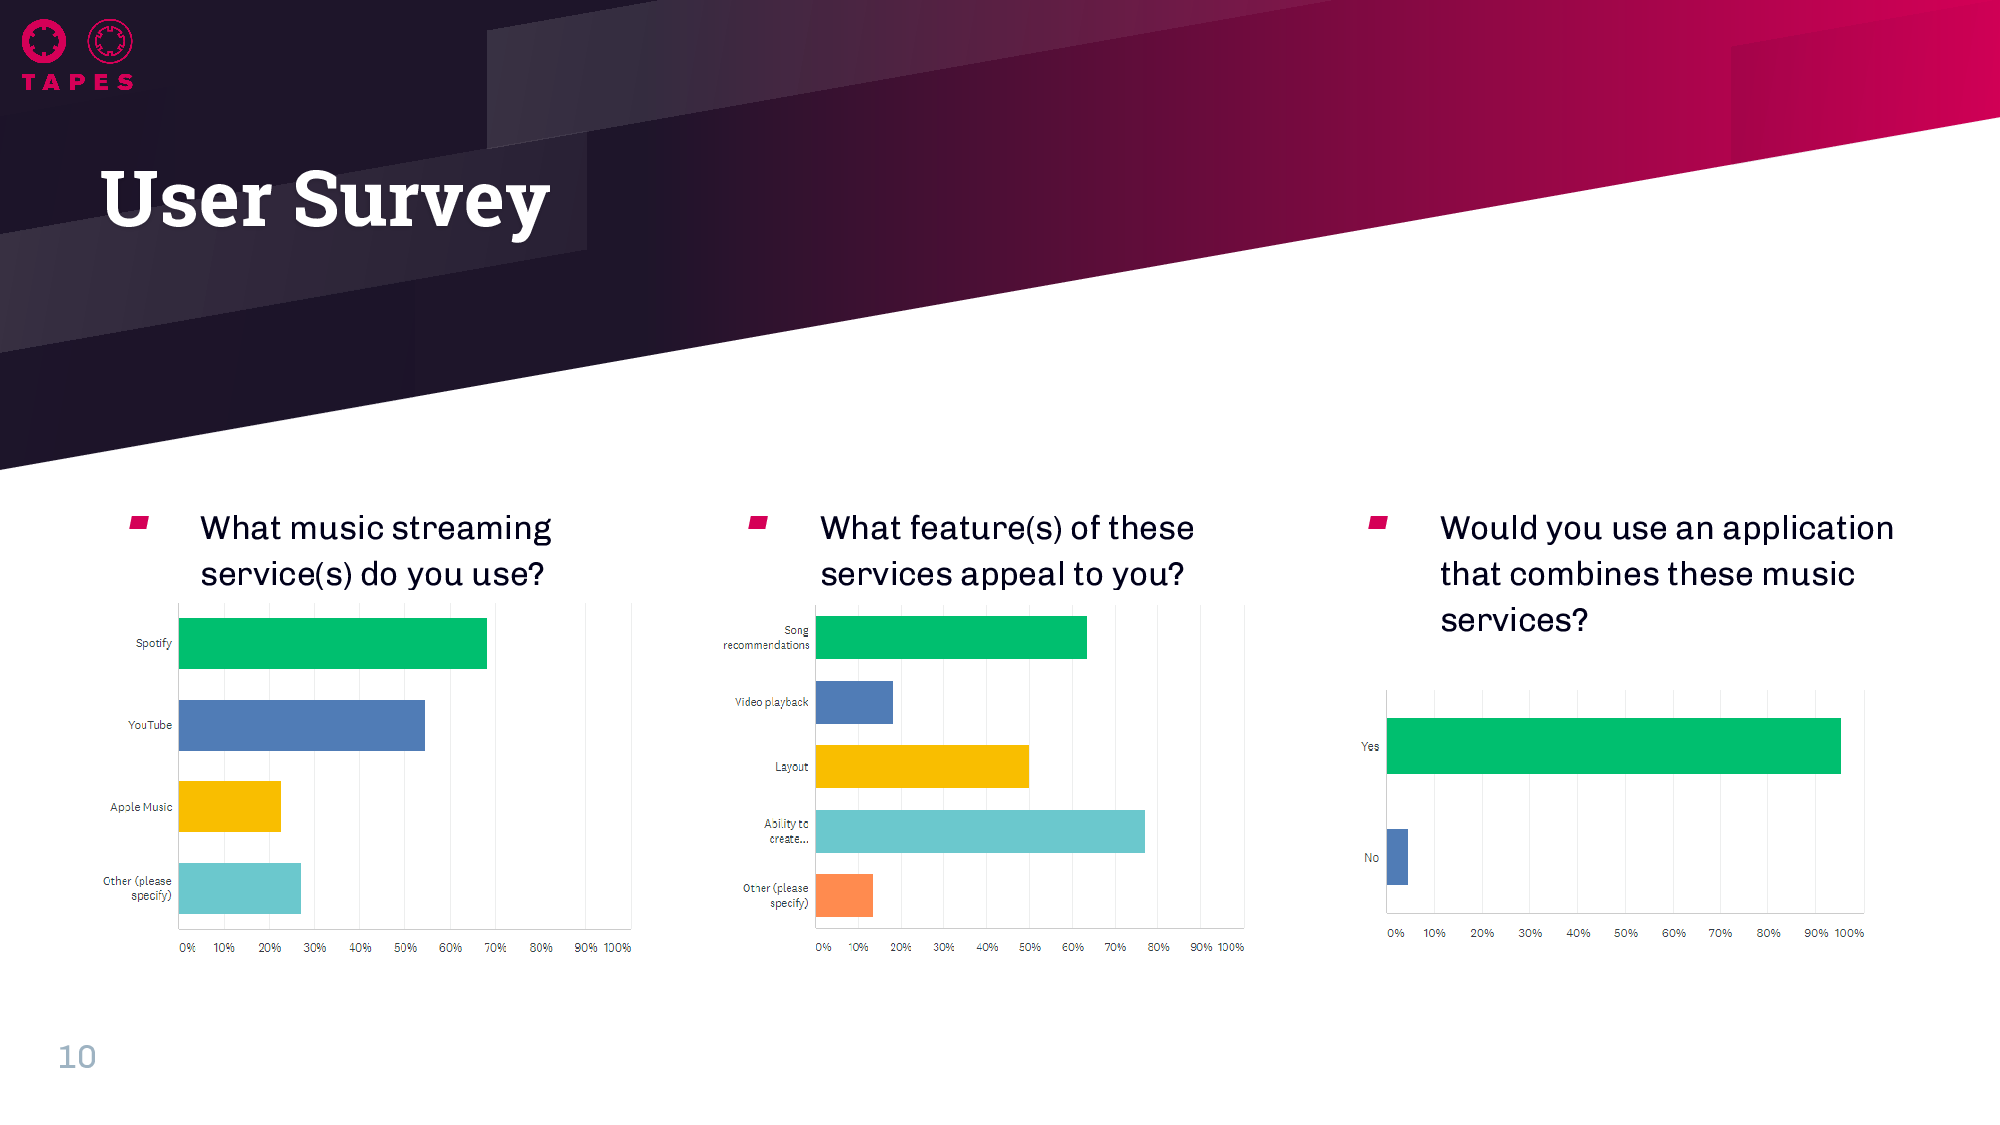 TAPES
User Survey
What music streaming
service(s) do you use?
Spotify
YouTube
Apple Music
Other (please
specify)
0% 10% 20% 30% 40% 50% 60% 70% 80% 90% 100%
What feature(s) of these
services appeal to you?
Song
recommendations
Video playback
Layout
Ability to
create...
Other (please
specify)
0% 10% 20% 30% 40% 50% 60% 70% 80% 90% 100%
Would you use an application
that combines these music
services?
Yes
No
0% 10% 20% 30% 40% 50% 60% 70% 80% 90% 100%
10